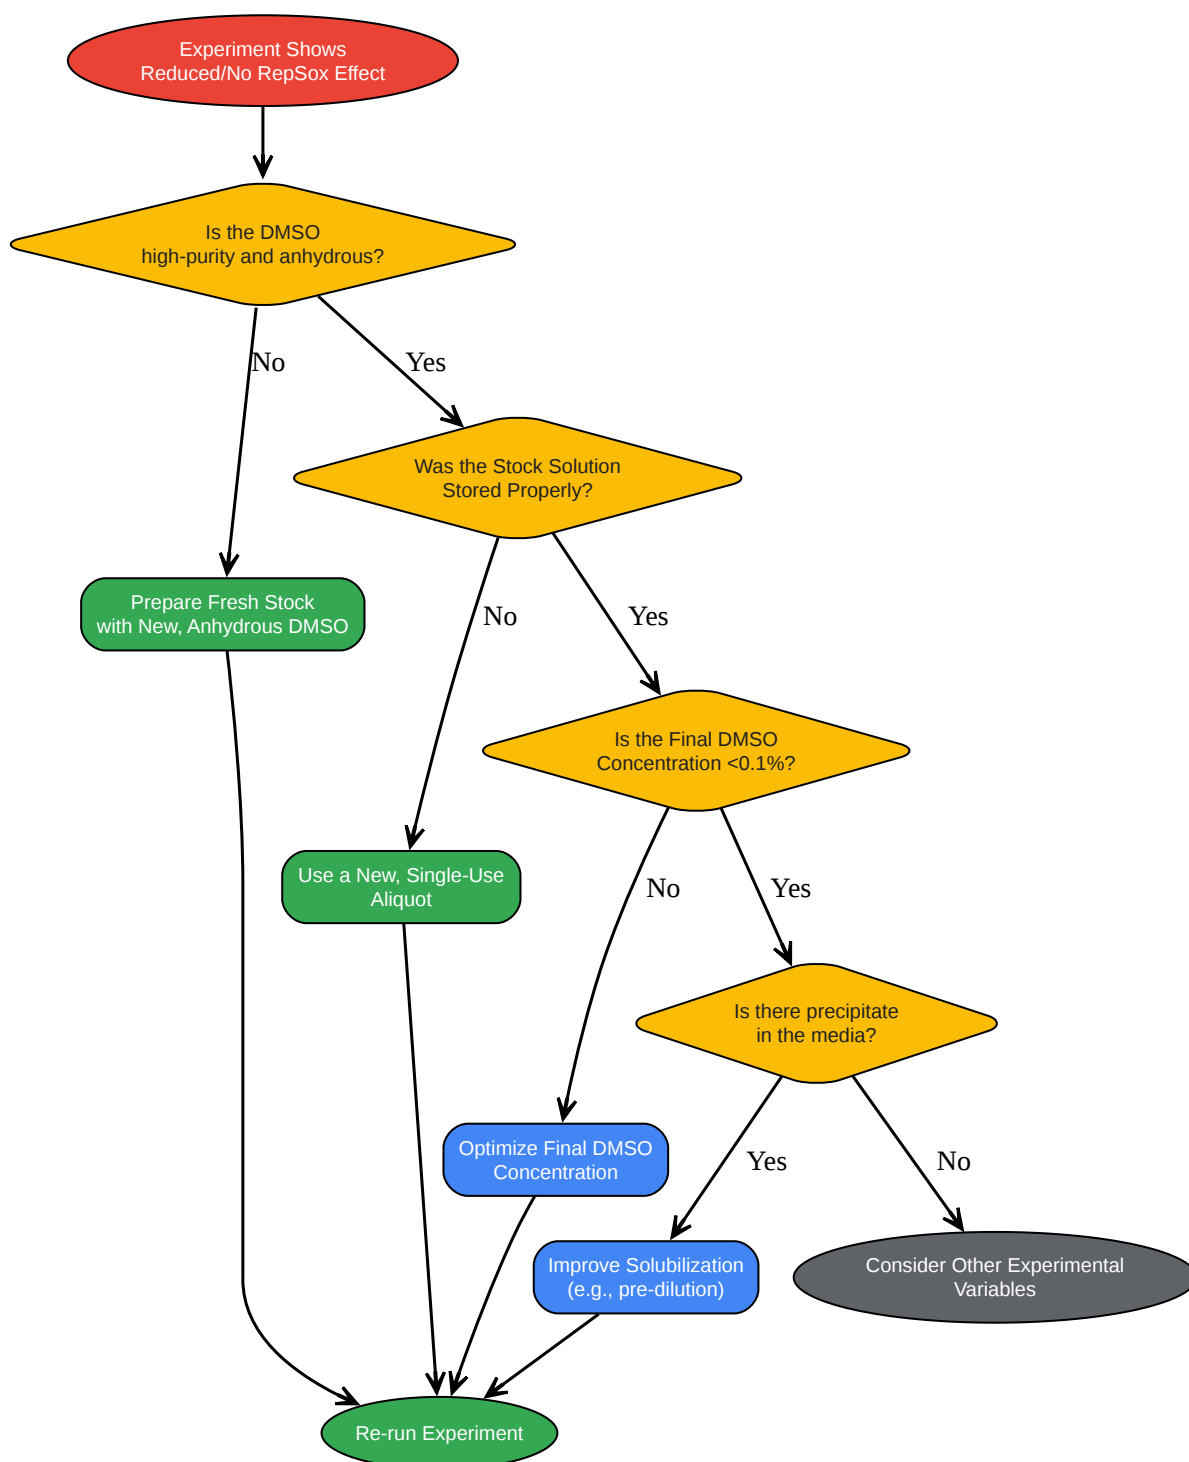 Experiment Shows
Reduced/No RepSox Effect
Is the DMSO
high-purity and anhydrous?
No
Yes
Was the Stock Solution
Stored Properly?
Prepare Fresh Stock
with New, Anhydrous DMSO
No
Yes
Is the Final DMSO
Concentration <0.1%?
Use a New, Single-Use
Aliquot
No
Yes
Is there precipitate
in the media?
Optimize Final DMSO
Concentration
Yes
No
Improve Solubilization
(e.g., pre-dilution)
Consider Other Experimental
Variables
Re-run Experiment